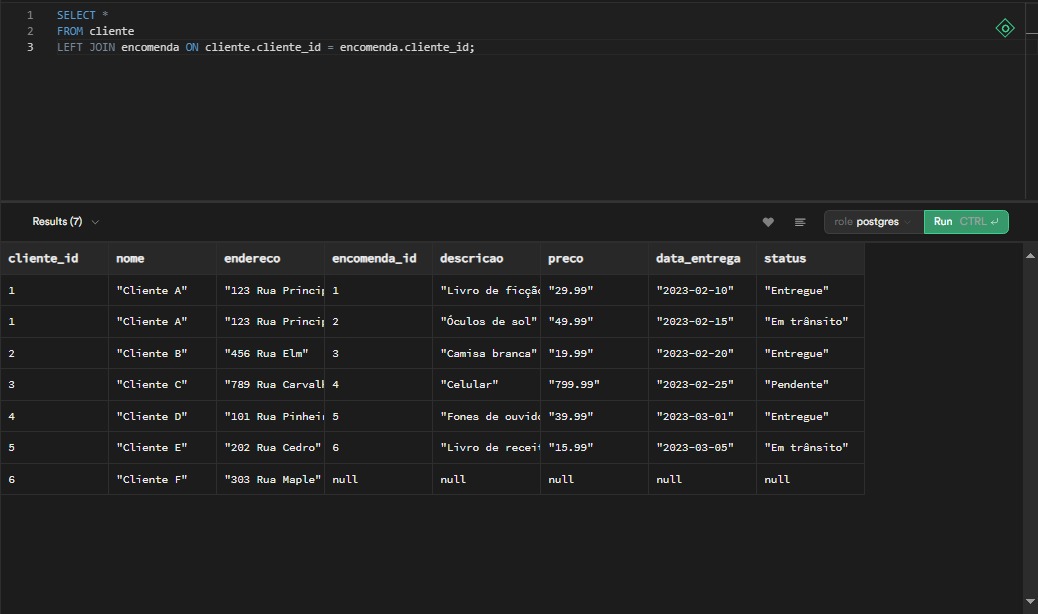 1 SELECT *
2 FROM cliente
3 LEFT JOIN encomenda ON cliente.cliente_id = encomenda.cliente_id;
Results (7) role postgres Run CTRL ↵
cliente_id nome endereco encomenda_id descricao preco data_entrega status
1 "Cliente A" "123 Rua Princip 1 "Livro de ficção "29.99" "2023-02-10" "Entregue"
1 "Cliente A" "123 Rua Princip 2 "Óculos de sol" "49.99" "2023-02-15" "Em trânsito"
2 "Cliente B" "456 Rua Elm" 3 "Camisa branca" "19.99" "2023-02-20" "Entregue"
3 "Cliente C" "789 Rua Carvalh 4 "Celular" "799.99" "2023-02-25" "Pendente"
4 "Cliente D" "101 Rua Pinhei 5 "Fones de ouvido "39.99" "2023-03-01" "Entregue"
5 "Cliente E" "202 Rua Cedro" 6 "Livro de receit "15.99" "2023-03-05" "Em trânsito"
6 "Cliente F" "303 Rua Maple" null null null null null